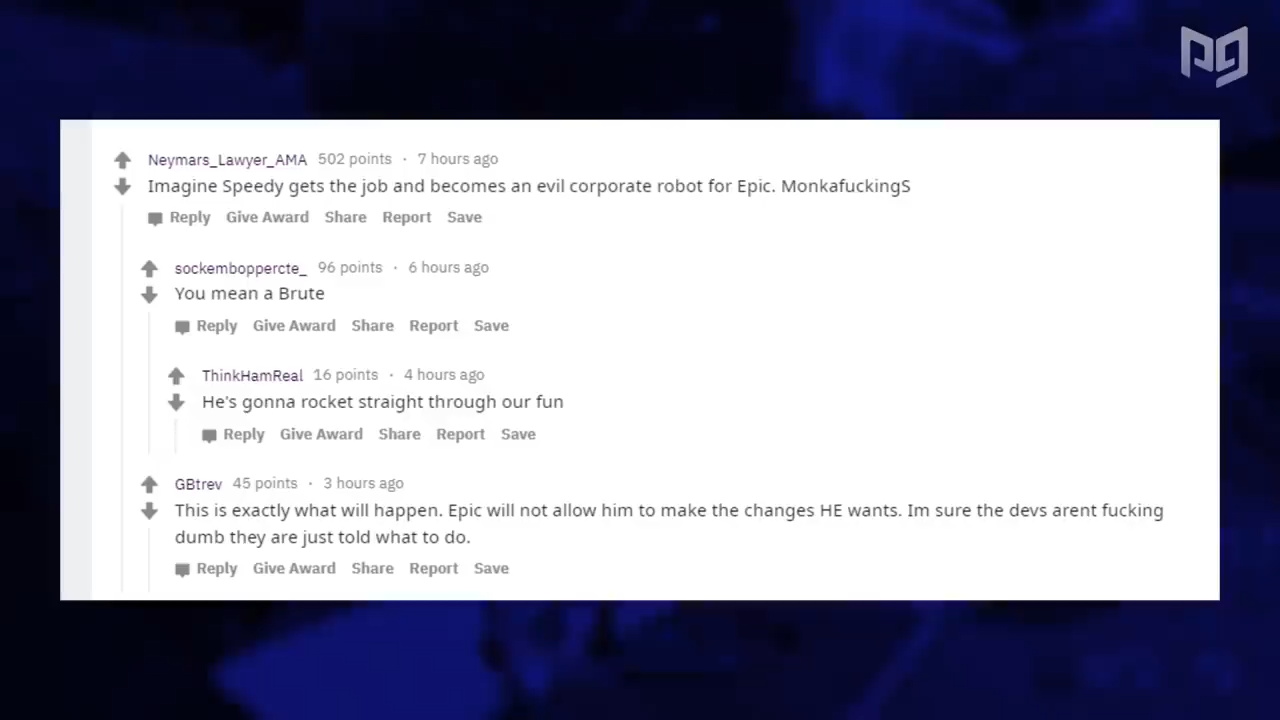 pg
Neymars_Lawyer_AMA 502 points · 7 hours ago
Imagine Speedy gets the job and becomes an evil corporate robot for Epic. MonkafuckingS
Reply Give Award Share Report Save
sockemboppercte_ 96 points · 6 hours ago
You mean a Brute
Reply Give Award Share Report Save
ThinkHamReal 16 points · 4 hours ago
He's gonna rocket straight through our fun
Reply Give Award Share Report Save
GBtrev 45 points · 3 hours ago
This is exactly what will happen. Epic will not allow him to make the changes HE wants. Im sure the devs arent fucking
dumb they are just told what to do.
Reply Give Award Share Report Save